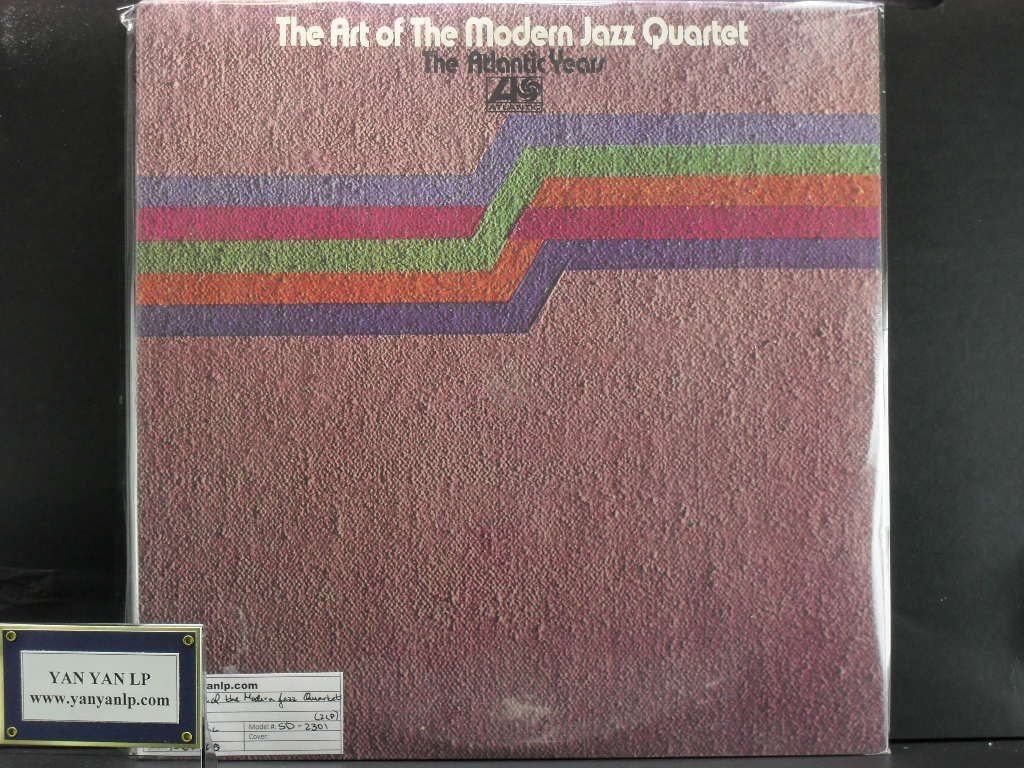 The Art of The Modern Jazz Quartet
The Atlantic Years
ATLANTIC
YAN YAN LP
www.yanyanlp.com
anlp.com
of the Modern Jazz Quartet
(2LP)
Model #: SD-2301
Cover: